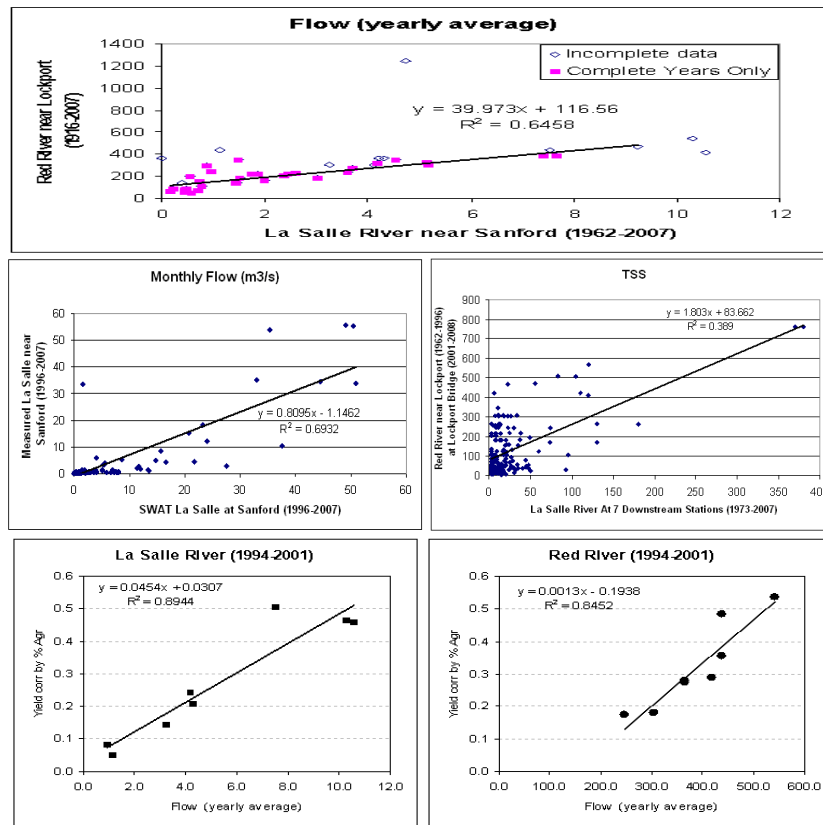 Flow (yearly average)
1400
1200
1000
800
600
400
200
0
Red River near Lockport
(1916-2007)
Incomplete data
Complete Years Only
y = 39.973x + 116.56
R² = 0.6458
0 2 4 6 8 10 12
La Salle River near Sanford (1962-2007)
Monthly Flow (m3/s)
60
50
40
30
20
10
0
Measured La Salle near
Sanford (1996-2007)
y = 0.8095x - 1.1462
R² = 0.6932
0 10 20 30 40 50 60
SWAT La Salle at Sanford (1996-2007)
TSS
900
800
700
600
500
400
300
200
100
0
Red River near Lockport (1962-1996)
at Lockport Bridge (2001-2008)
y = 1.803x + 83.662
R² = 0.389
0 50 100 150 200 250 300 350 40
La Salle River At 7 Downstream Stations (1973-2007)
La Salle River (1994-2001)
0.6
0.5
0.4
0.3
0.2
0.1
0.0
Yield corr by % Agr
y = 0.0454x + 0.0307
R² = 0.8944
0.0 2.0 4.0 6.0 8.0 10.0 12.0
Flow (yearly average)
Red River (1994-2001)
0.6
0.5
0.4
0.3
0.2
0.1
0.0
Yield corr by % Agr
y = 0.0013x - 0.1938
R² = 0.8452
0.0 100.0 200.0 300.0 400.0 500.0 600.0
Flow (yearly average)